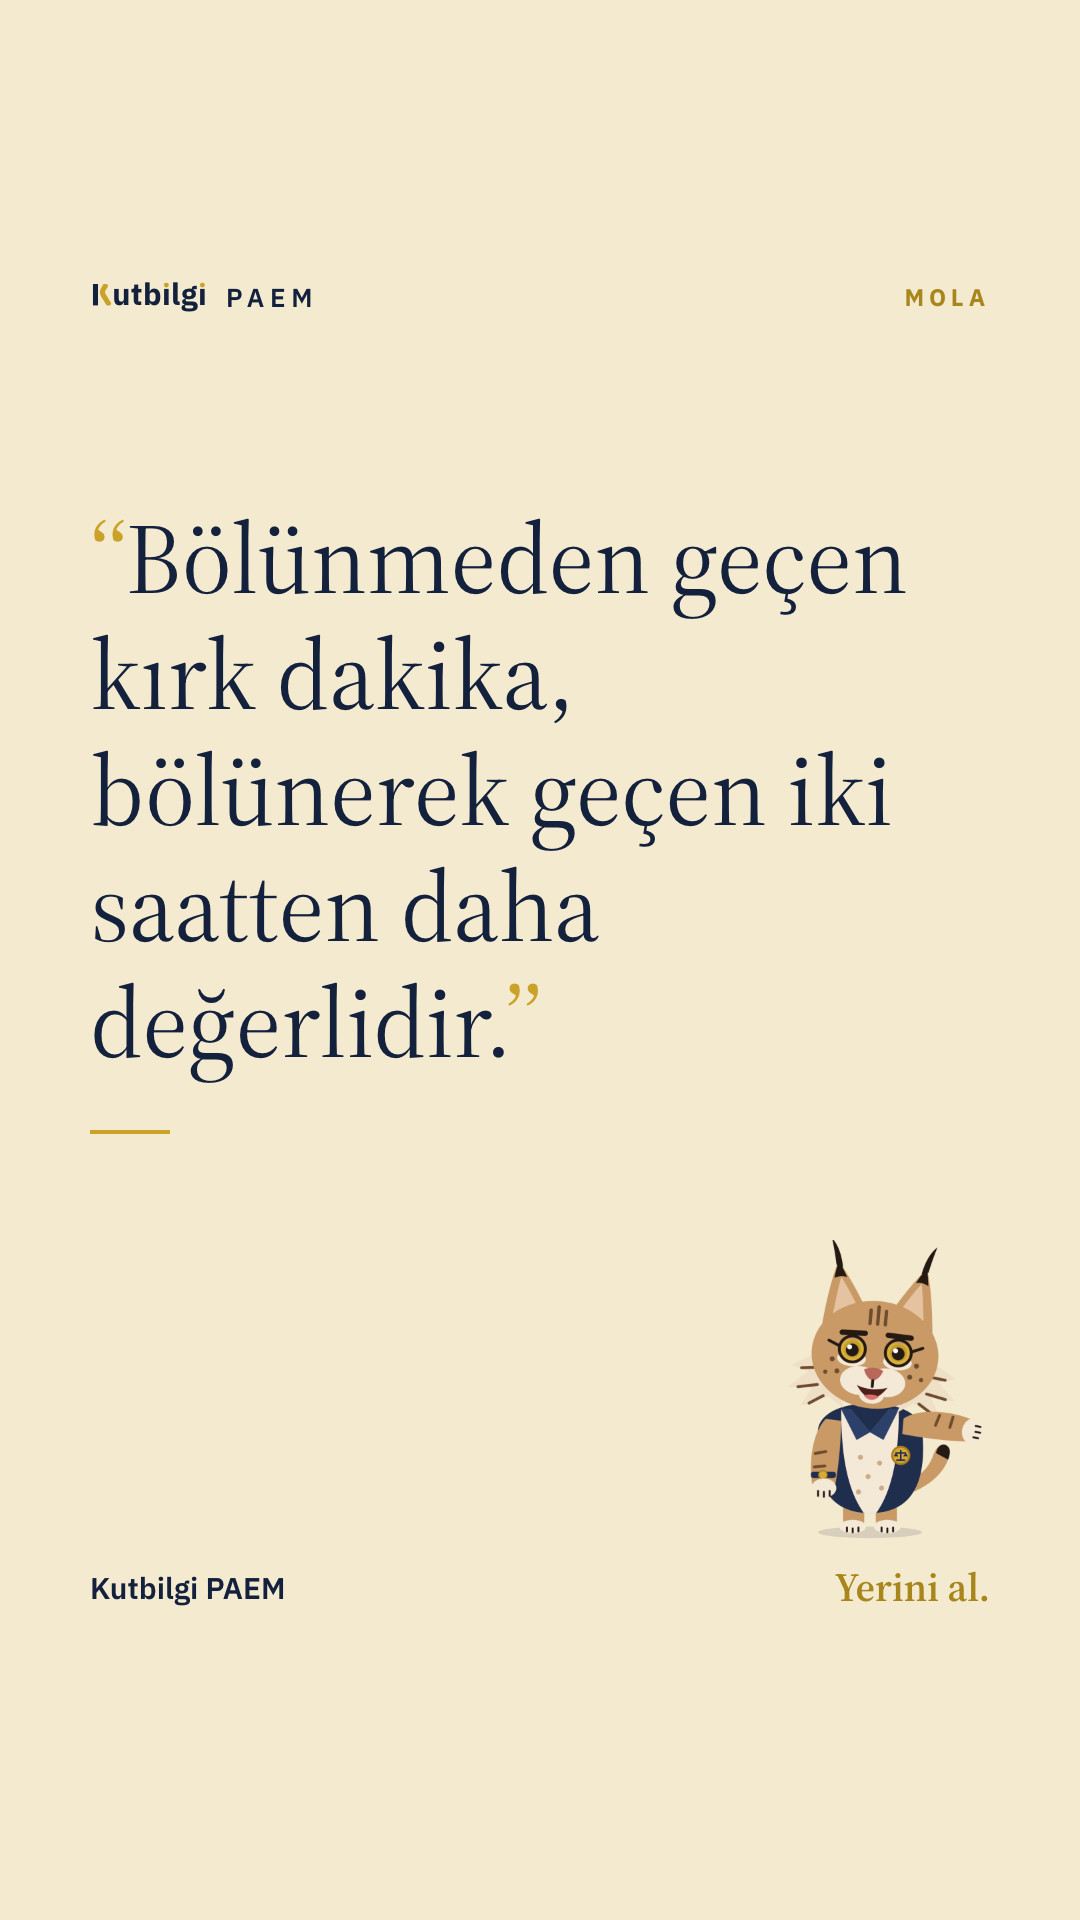 Kutbilgi PAEM
MOLA
“Bölünmeden geçen
kırk dakika,
bölünerek geçen iki
saatten daha
değerlidir.”
Kutbilgi PAEM
Yerini al.